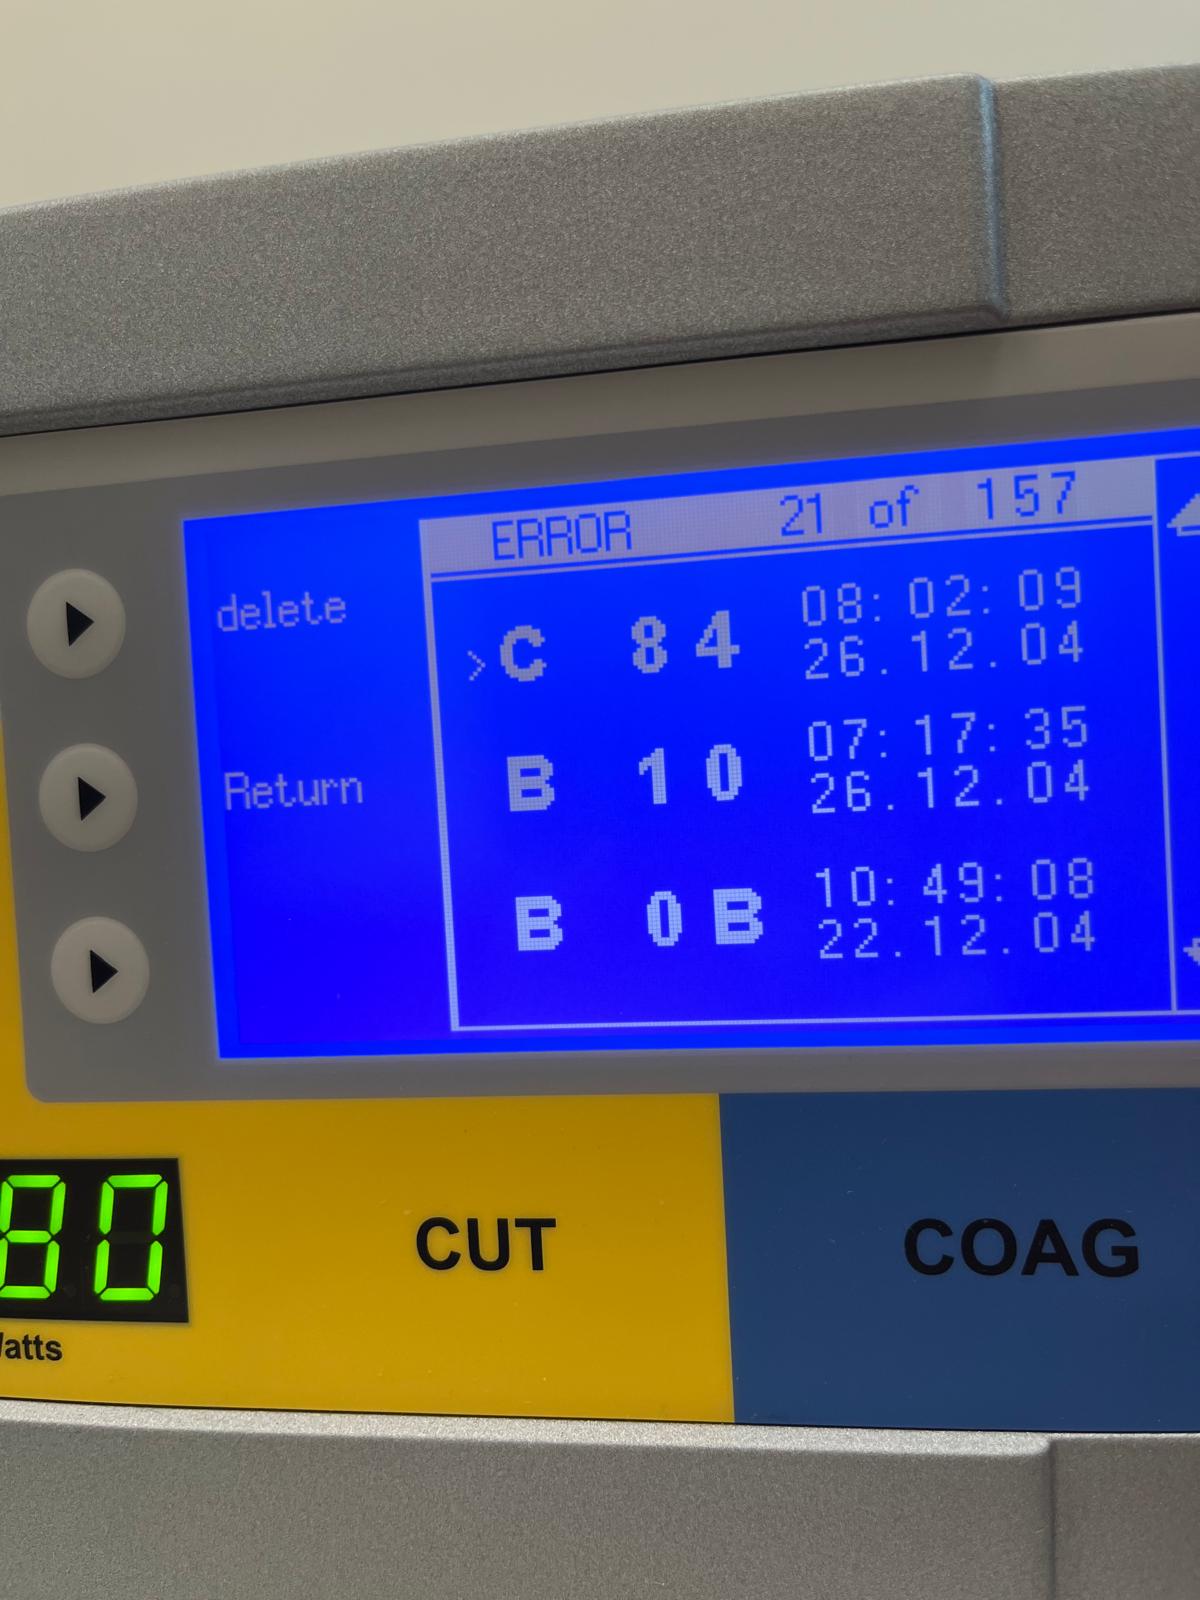 ERROR 21 of 157
delete
>C 84 08:02:09
26.12.04
B 10 07:17:35
26.12.04
Return
B 0B 10:49:08
22.12.04
80
CUT
COAG